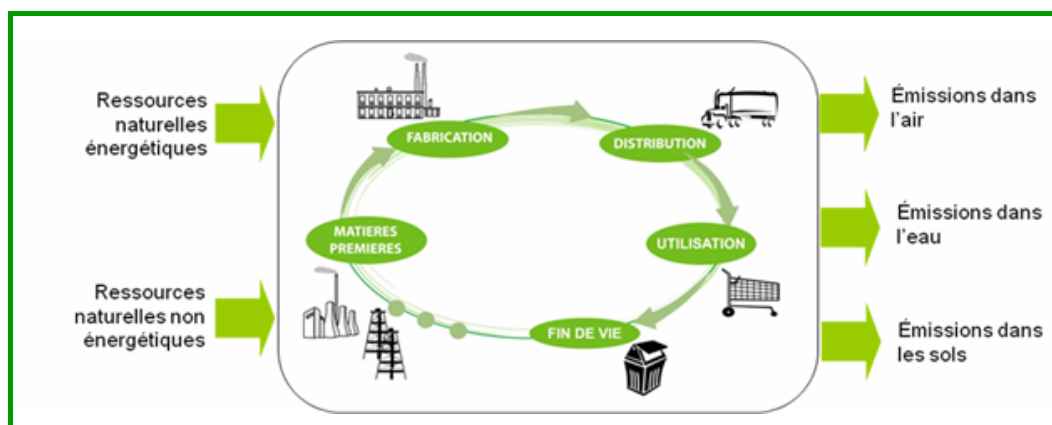 Ressources
naturelles
énergétiques
Ressources
naturelles non
énergétiques
FABRICATION
DISTRIBUTION
MATIERES
PREMIERES
UTILISATION
FIN DE VIE
Émissions dans
l'air
Émissions dans
l'eau
Émissions dans
les sols